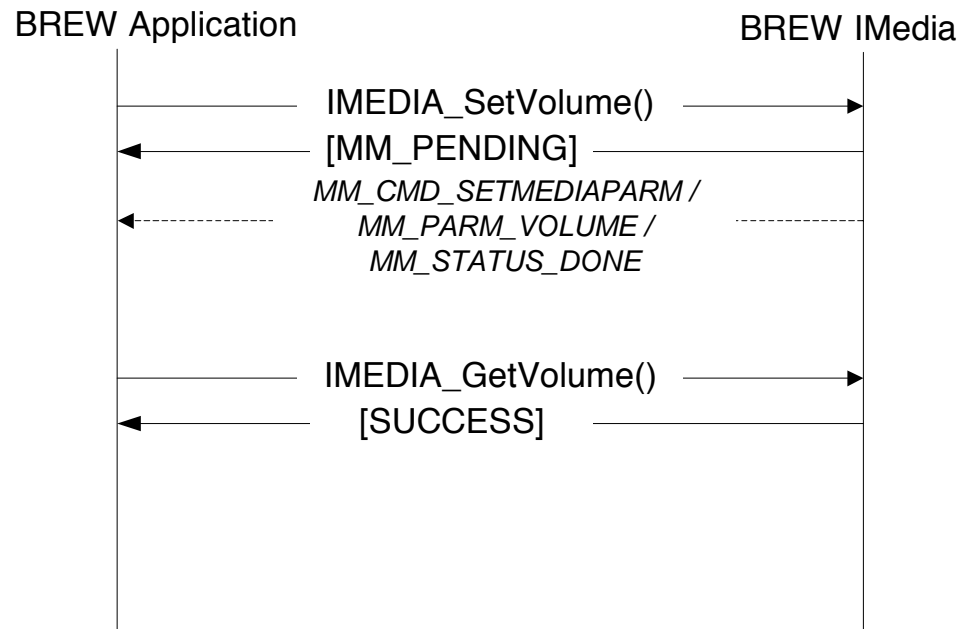 BREW Application
BREW IMedia
IMEDIA_SetVolume()
[MM_PENDING]
MM_CMD_SETMEDIAPARM /
MM_PARM_VOLUME /
MM_STATUS_DONE
IMEDIA_GetVolume()
[SUCCESS]